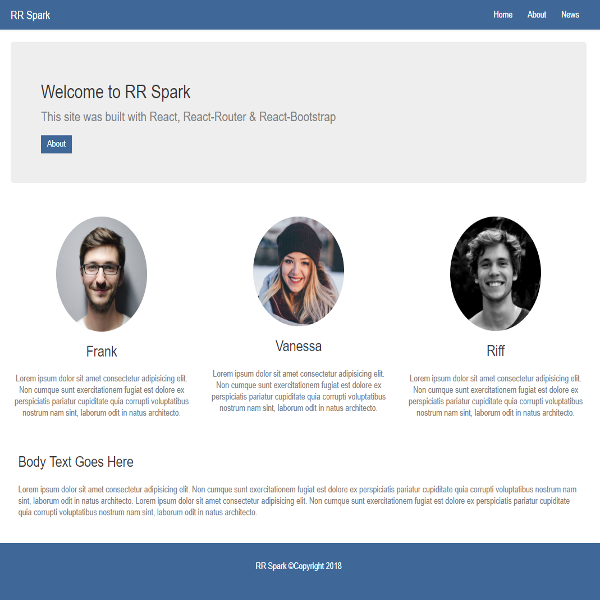 RR Spark
Home About News
Welcome to RR Spark
This site was built with React, React-Router & React-Bootstrap
About
Frank
Lorem ipsum dolor sit amet consectetur adipisicing elit.
Non cumque sunt exercitationem fugiat est dolore ex
perspiciatis pariatur cupiditate quia corrupti voluptatibus
nostrum nam sint, laborum odit in natus architecto.
Vanessa
Lorem ipsum dolor sit amet consectetur adipisicing elit.
Non cumque sunt exercitationem fugiat est dolore ex
perspiciatis pariatur cupiditate quia corrupti voluptatibus
nostrum nam sint, laborum odit in natus architecto.
Riff
Lorem ipsum dolor sit amet consectetur adipisicing elit.
Non cumque sunt exercitationem fugiat est dolore ex
perspiciatis pariatur cupiditate quia corrupti voluptatibus
nostrum nam sint, laborum odit in natus architecto.
Body Text Goes Here
Lorem ipsum dolor sit amet consectetur adipisicing elit. Non cumque sunt exercitationem fugiat est dolore ex perspiciatis pariatur cupiditate quia corrupti voluptatibus nostrum nam
sint, laborum odit in natus architecto. Lorem ipsum dolor sit amet consectetur adipisicing elit. Non cumque sunt exercitationem fugiat est dolore ex perspiciatis pariatur cupiditate
quia corrupti voluptatibus nostrum nam sint, laborum odit in natus architecto.
RR Spark ©Copyright 2018